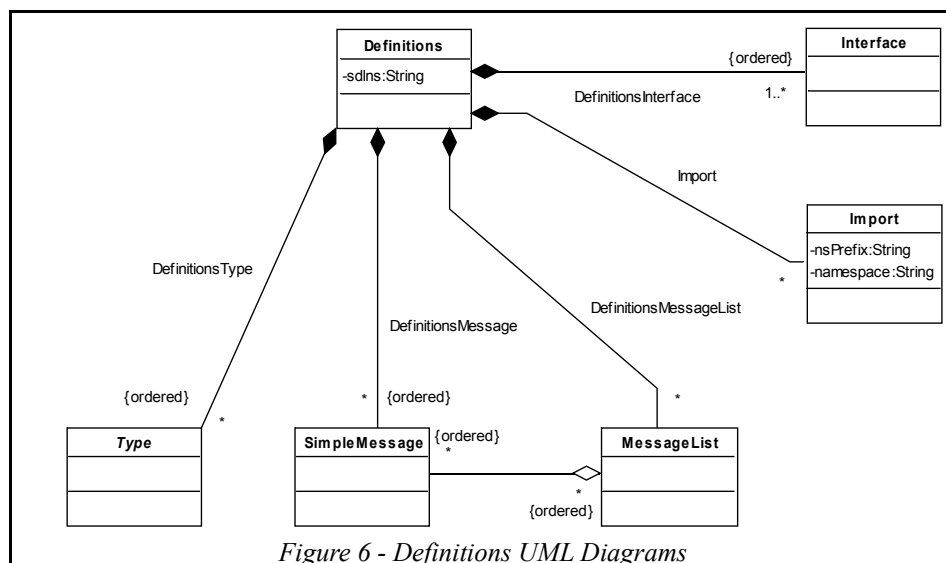 Definitions
-sdlns:String
Interface
{ordered}
1..*
DefinitionsInterface
Import
Import
-nsPrefix:String
-namespace:String
*
DefinitionsType
DefinitionsMessageList
DefinitionsMessage
{ordered}
*
*
{ordered}
*
Type
SimpleMessage
{ordered}
*
MessageList
*
{ordered}
Figure 6 - Definitions UML Diagrams